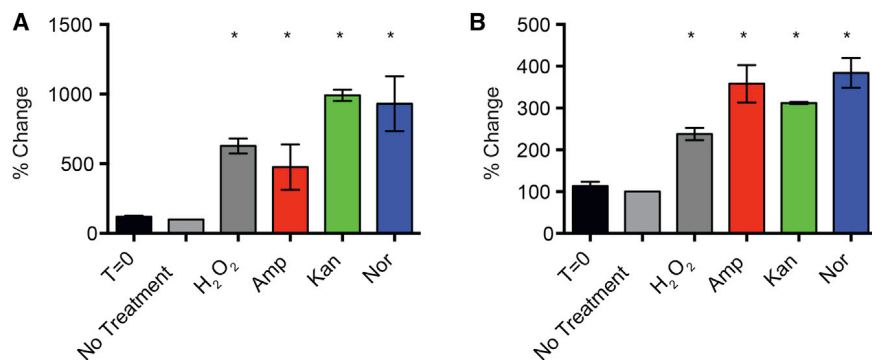 A
% Change
1500
1000
500
0
* * * *
T=0
No Treatment
H₂O₂
Amp
Kan
Nor
B
% Change
500
400
300
200
100
0
* * * *
T=0
No Treatment
H₂O₂
Amp
Kan
Nor